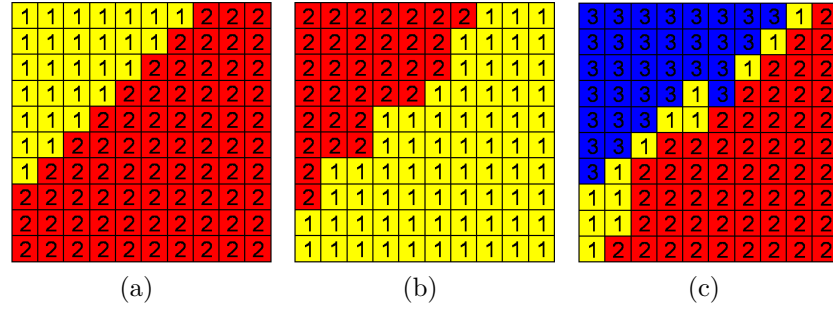 1 1 1 1 1 1 1 2 2 2 2 2 2 2 2 2 2 1 1 1 3 3 3 3 3 3 3 3 1 2
1 1 1 1 1 1 2 2 2 2 2 2 2 2 2 2 1 1 1 1 3 3 3 3 3 3 3 1 2 2
1 1 1 1 1 2 2 2 2 2 2 2 2 2 2 2 1 1 1 1 3 3 3 3 3 3 1 2 2 2
1 1 1 1 2 2 2 2 2 2 2 2 2 2 2 1 1 1 1 1 3 3 3 3 1 3 2 2 2 2
1 1 1 2 2 2 2 2 2 2 2 2 2 1 1 1 1 1 1 1 3 3 3 1 1 2 2 2 2 2
1 1 2 2 2 2 2 2 2 2 2 2 2 1 1 1 1 1 1 1 3 3 1 2 2 2 2 2 2 2
1 2 2 2 2 2 2 2 2 2 2 1 1 1 1 1 1 1 1 1 3 1 2 2 2 2 2 2 2 2
2 2 2 2 2 2 2 2 2 2 2 1 1 1 1 1 1 1 1 1 1 1 2 2 2 2 2 2 2 2
2 2 2 2 2 2 2 2 2 2 1 1 1 1 1 1 1 1 1 1 1 1 2 2 2 2 2 2 2 2
2 2 2 2 2 2 2 2 2 2 1 1 1 1 1 1 1 1 1 1 1 2 2 2 2 2 2 2 2 2
(a) (b) (c)